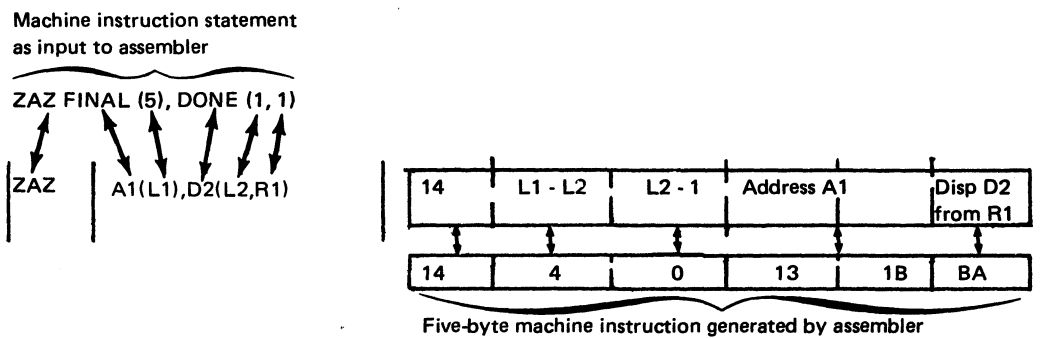 Machine instruction statement
as input to assembler
ZAZ FINAL (5), DONE (1, 1)
ZAZ A1(L1),D2(L2,R1)
14 L1 - L2 L2 - 1 Address A1 Disp D2
from R1
14 4 0 13 1B BA
Five-byte machine instruction generated by assembler